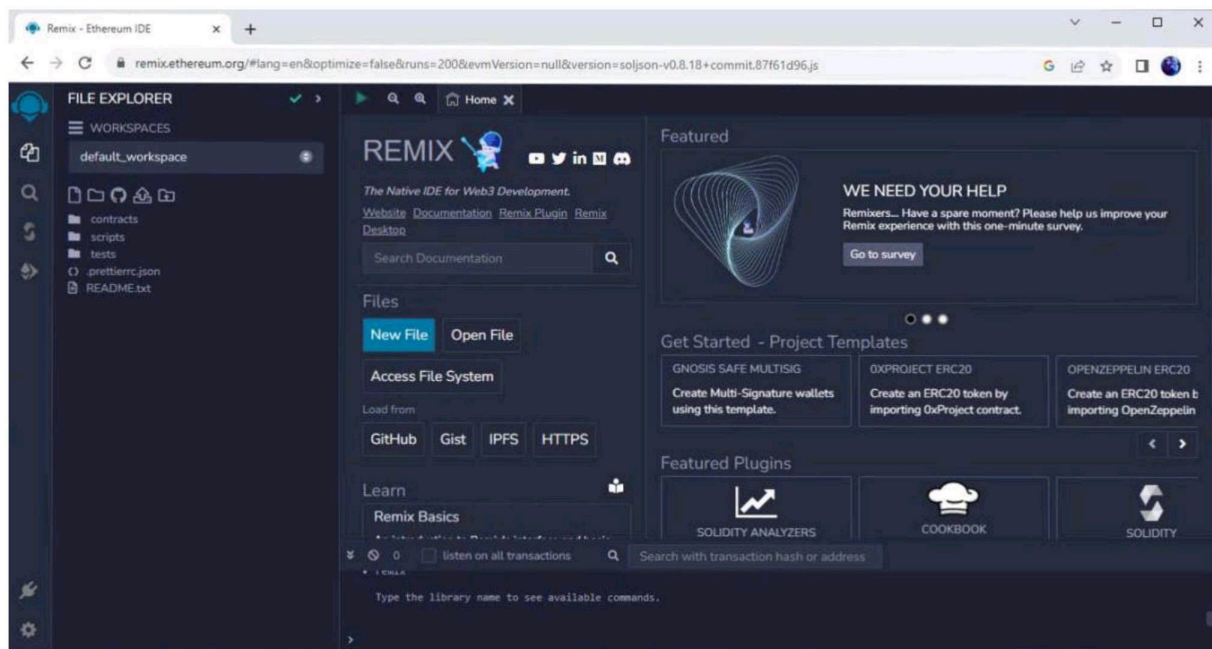 Remix - Ethereum IDE
remix.ethereum.org/#lang=en&optimize=false&runs=200&evmVersion=null&version=soljson-v0.8.18+commit.87f61d96.js
FILE EXPLORER
WORKSPACES
default_workspace
contracts
scripts
tests
.prettierrc.json
README.txt
Home
REMIX
The Native IDE for Web3 Development.
Website Documentation Remix Plugin Remix
Desktop
Search Documentation
Files
New File Open File
Access File System
Load from
GitHub Gist IPFS HTTPS
Learn
Remix Basics
Featured
WE NEED YOUR HELP
Remixers... Have a spare moment? Please help us improve your
Remix experience with this one-minute survey.
Go to survey
Get Started - Project Templates
GNOSIS SAFE MULTISIG
Create Multi-Signature wallets
using this template.
0XPROJECT ERC20
Create an ERC20 token by
importing 0xProject contract.
OPENZEPPELIN ERC20
Create an ERC20 token b
importing OpenZeppelin
Featured Plugins
SOLIDITY ANALYZERS
COOKBOOK
SOLIDITY
0 listen on all transactions Search with transaction hash or address
remix
Type the library name to see available commands.
>